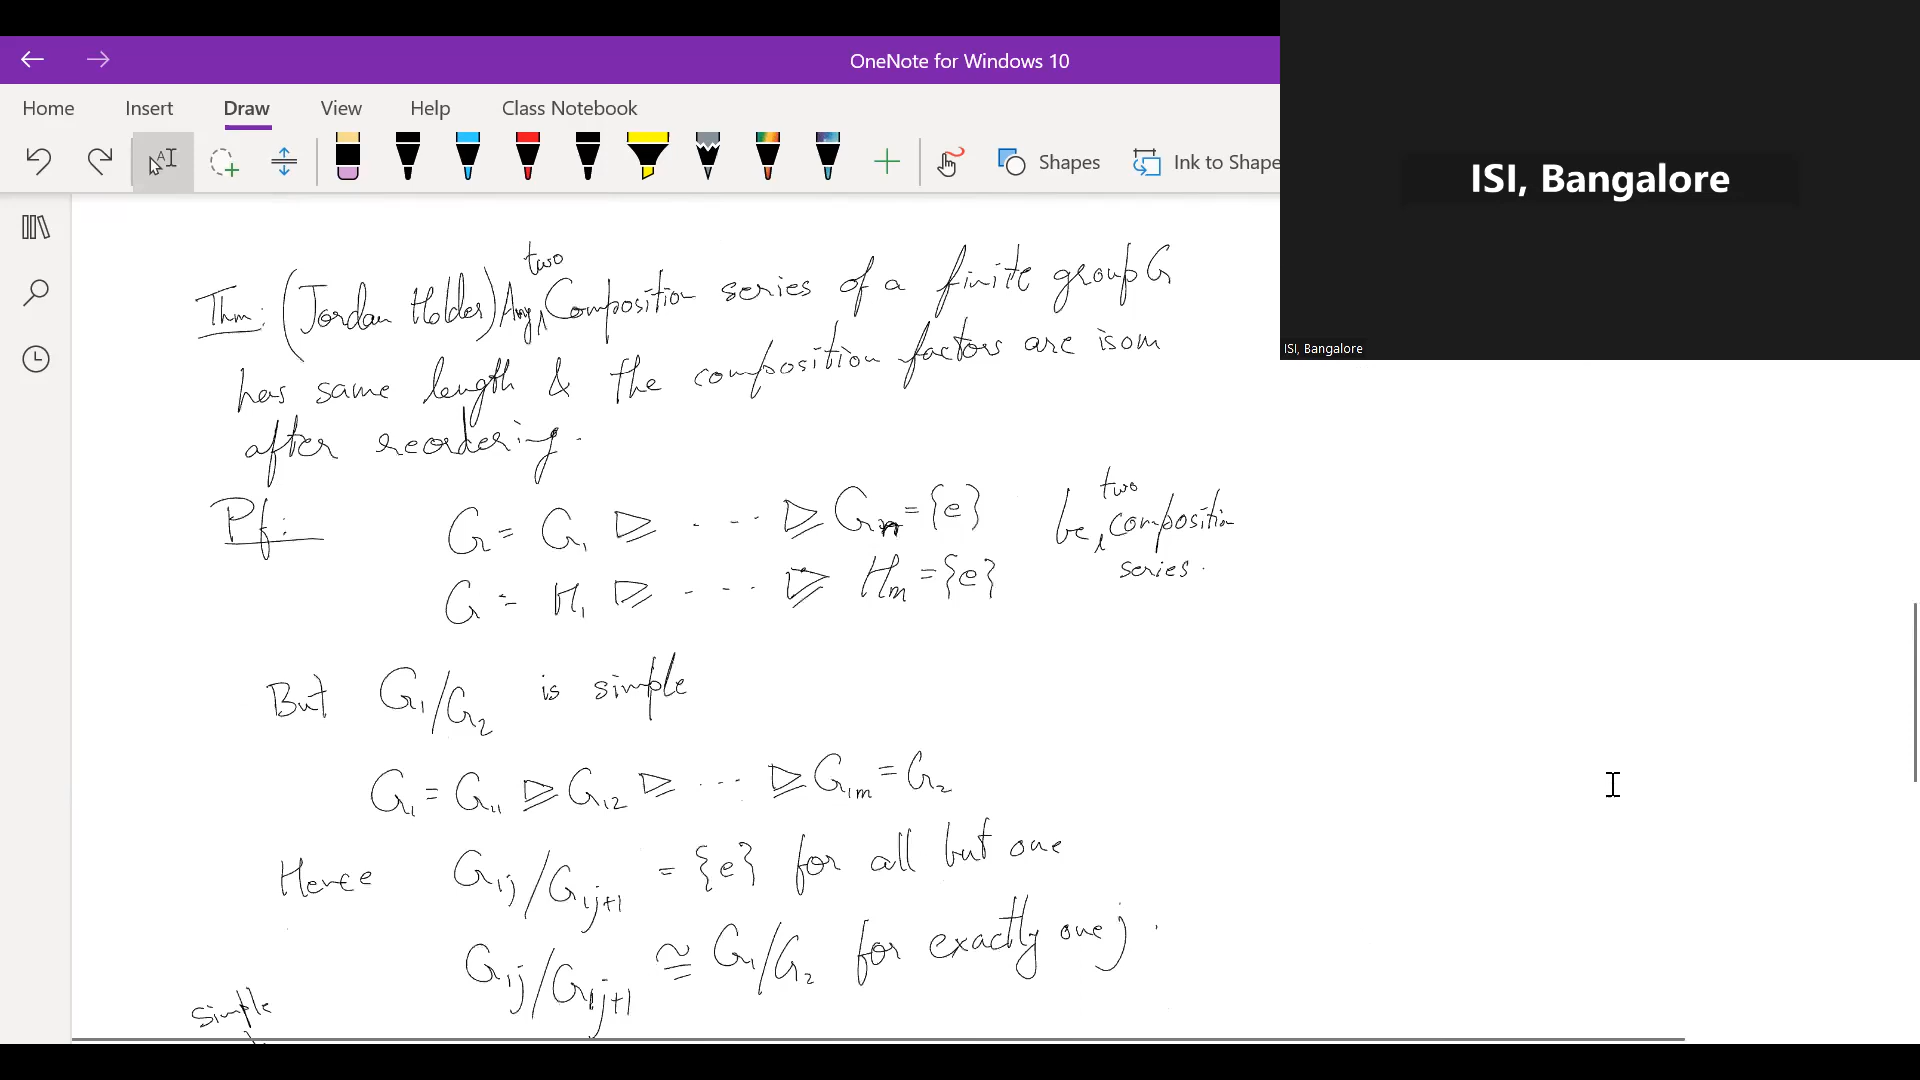 OneNote for Windows 10
Home Insert Draw View Help Class Notebook
Shapes Ink to Shape
ISI, Bangalore
ISI, Bangalore
two
Thm: (Jordan Holder) Any Composition series of a finite group G
has same length & the composition factors are isom
after reordering.
Pf: G = G₁ ⊵ ... ⊵ Gₙ = {e} be two composition
G = H₁ ⊵ ... ⊵ Hₘ = {e} series.
But G₁/G₂ is simple
G₁ = G₁₁ ⊵ G₁₂ ⊵ ... ⊵ G₁ₘ = G₂
Hence G₁ⱼ/G₁ⱼ₊₁ = {e} for all but one
G₁ⱼ/G₁ⱼ₊₁ ≅ G₁/G₂ for exactly one j.
simple